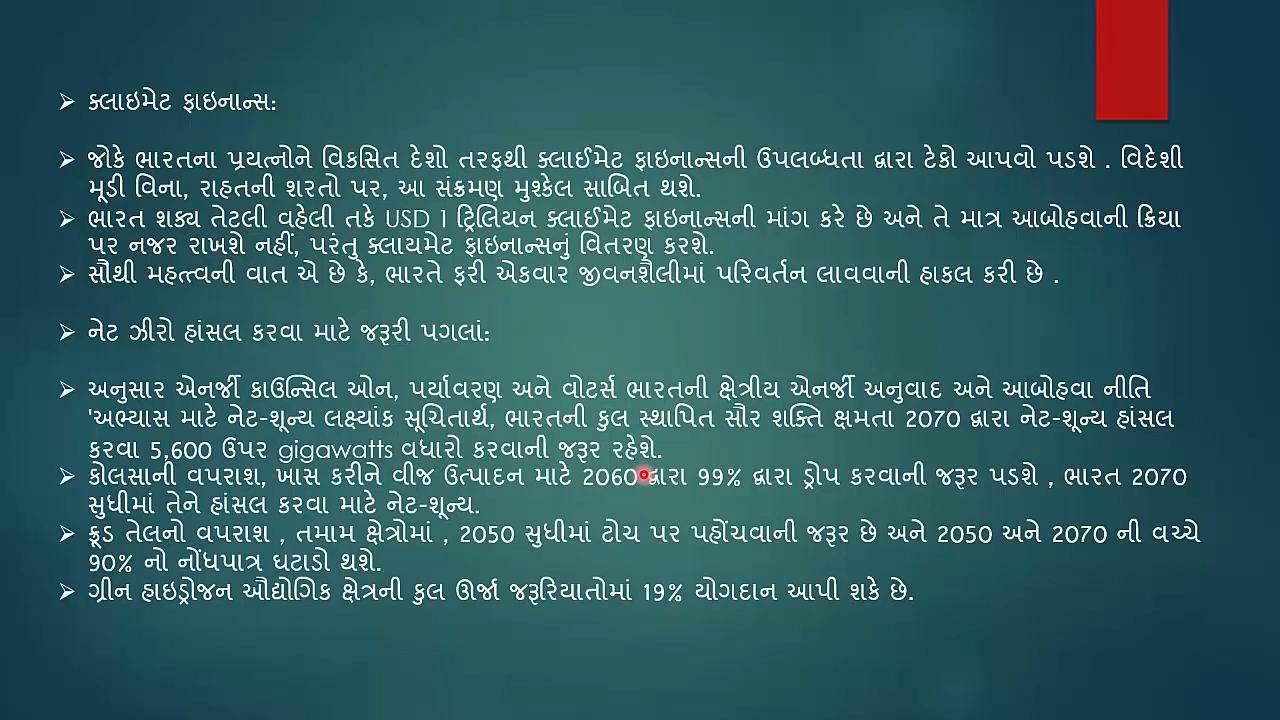 ➢ ક્લાઇમેટ ફાઇનાન્સ:
➢ જોકે ભારતના પ્રયત્નોને વિકસિત દેશો તરફથી ક્લાઈમેટ ફાઇનાન્સની ઉપલબ્ધતા દ્વારા ટેકો આપવો પડશે . વિદેશી
મૂડી વિના, રાહતની શરતો પર, આ સંક્રમણ મુશ્કેલ સાબિત થશે.
➢ ભારત શક્ય તેટલી વહેલી તકે USD 1 ટ્રિલિયન ક્લાઈમેટ ફાઇનાન્સની માંગ કરે છે અને તે માત્ર આબોહવાની ક્રિયા
પર નજર રાખશે નહીં, પરંતુ ક્લાયમેટ ફાઇનાન્સનું વિતરણ કરશે.
➢ સૌથી મહત્ત્વની વાત એ છે કે, ભારતે ફરી એકવાર જીવનશૈલીમાં પરિવર્તન લાવવાની હાકલ કરી છે .
➢ નેટ ઝીરો હાંસલ કરવા માટે જરૂરી પગલાં:
➢ અનુસાર એનર્જી કાઉન્સિલ ઓન, પર્યાવરણ અને વોટર્સ ભારતની ક્ષેત્રીય એનર્જી અનુવાદ અને આબોહવા નીતિ
'અભ્યાસ માટે નેટ-શૂન્ય લક્ષ્યાંક સૂચિતાર્થ, ભારતની કુલ સ્થાપિત સૌર શક્તિ ક્ષમતા 2070 દ્વારા નેટ-શૂન્ય હાંસલ
કરવા 5,600 ઉપર gigawatts વધારો કરવાની જરૂર રહેશે.
➢ કોલસાની વપરાશ, ખાસ કરીને વીજ ઉત્પાદન માટે 2060 દ્વારા 99% દ્વારા ડ્રોપ કરવાની જરૂર પડશે , ભારત 2070
સુધીમાં તેને હાંસલ કરવા માટે નેટ-શૂન્ય.
➢ ક્રૂડ તેલનો વપરાશ , તમામ ક્ષેત્રોમાં , 2050 સુધીમાં ટોચ પર પહોંચવાની જરૂર છે અને 2050 અને 2070 ની વચ્ચે
90% નો નોંધપાત્ર ઘટાડો થશે.
➢ ગ્રીન હાઇડ્રોજન ઔદ્યોગિક ક્ષેત્રની કુલ ઊર્જા જરૂરિયાતોમાં 19% યોગદાન આપી શકે છે.